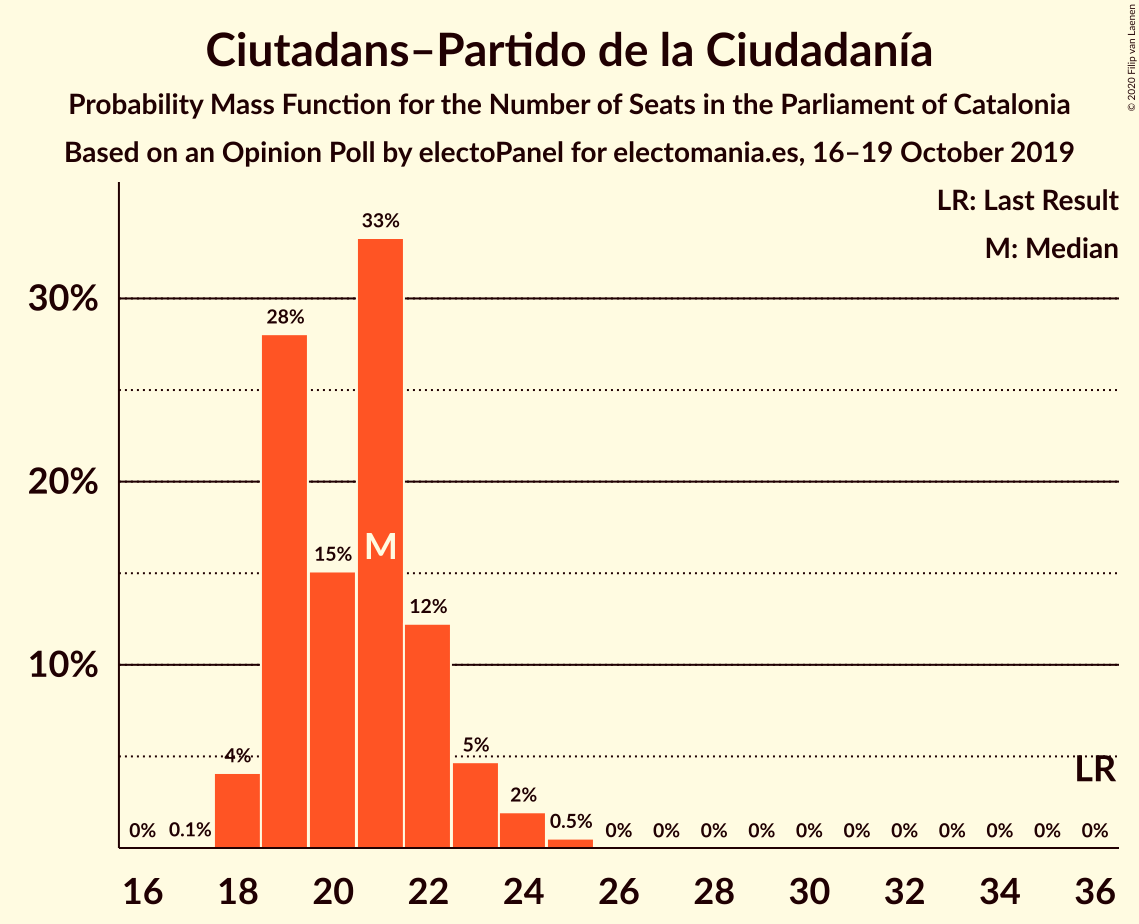 Ciutadans–Partido de la Ciudadanía
Probability Mass Function for the Number of Seats in the Parliament of Catalonia
Based on an Opinion Poll by electoPanel for electomania.es, 16–19 October 2019
© 2020 Filip van Laenen
LR: Last Result
M: Median
33%
30%
28%
20%
15%
M
12%
10%
4%
5%
LR
2%
0.5%
0% 0.1% 0% 0% 0% 0% 0% 0% 0% 0% 0% 0% 0%
16 18 20 22 24 26 28 30 32 34 36